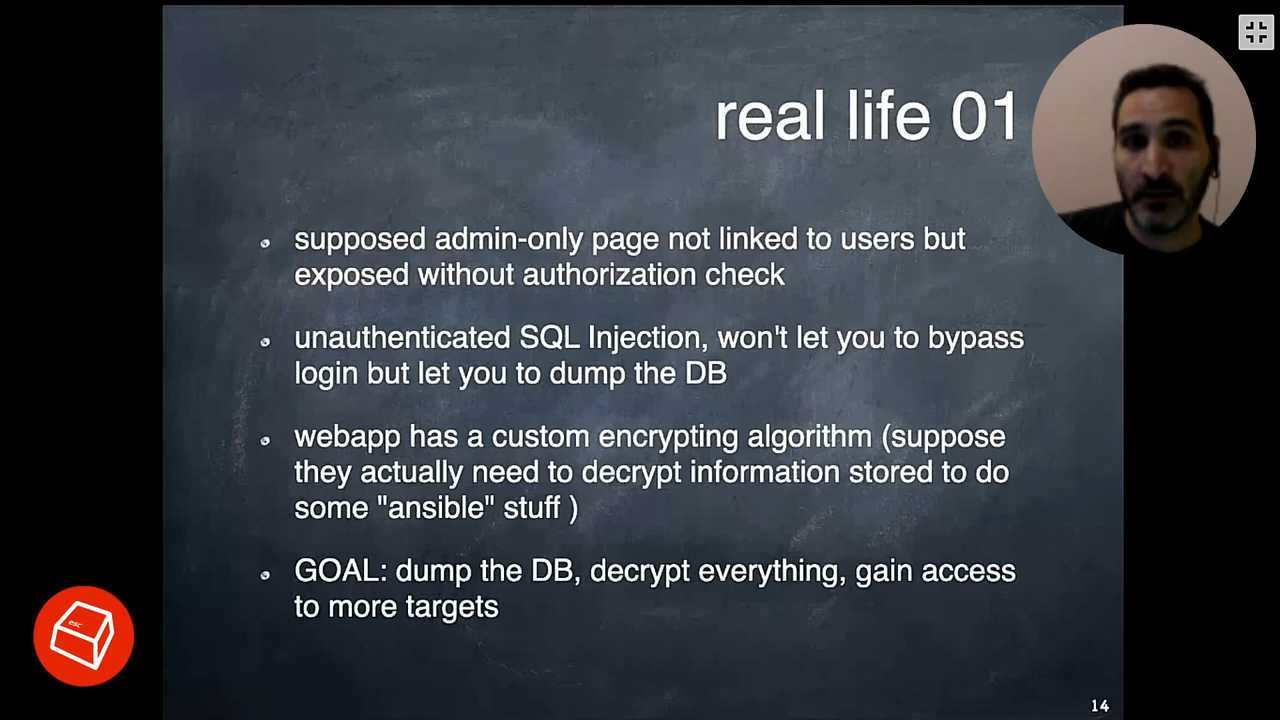 real life 01
supposed admin-only page not linked to users but
exposed without authorization check
unauthenticated SQL Injection, won't let you to bypass
login but let you to dump the DB
webapp has a custom encrypting algorithm (suppose
they actually need to decrypt information stored to do
some "ansible" stuff )
GOAL: dump the DB, decrypt everything, gain access
to more targets
esc
14